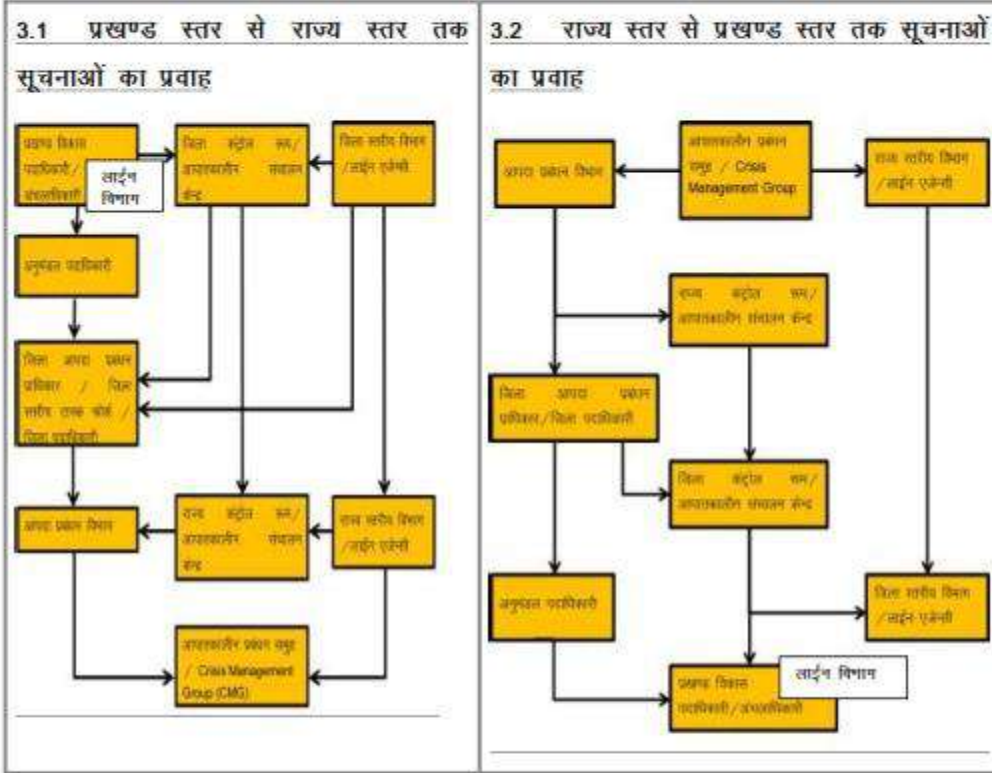 3.1 प्रखण्ड स्तर से राज्य स्तर तक
सूचनाओं का प्रवाह
प्रखण्ड विकास
पदाधिकारी/
अंचलाधिकारी
लाईन
विभाग
जिला कंट्रोल रूम/
आपातकालीन संचालन
केन्द्र
जिला स्तरीय विभाग
/लाईन एजेन्सी
अनुमंडल पदाधिकारी
जिला आपदा प्रबंधन
प्राधिकार / जिला
स्तरीय टास्क फोर्स /
जिला पदाधिकारी
आपदा प्रबंधन विभाग
राज्य कंट्रोल रूम/
आपातकालीन संचालन
केन्द्र
राज्य स्तरीय विभाग
/लाईन एजेन्सी
आपातकालीन प्रबंधन समूह
/ Crisis Management
Group (CMG)
3.2 राज्य स्तर से प्रखण्ड स्तर तक सूचनाओं
का प्रवाह
आपदा प्रबंधन विभाग
आपातकालीन प्रबंधन
समूह / Crisis
Management Group
राज्य स्तरीय विभाग
/लाईन एजेन्सी
राज्य कंट्रोल रूम/
आपातकालीन संचालन केन्द्र
जिला आपदा प्रबंधन
प्राधिकार/जिला पदाधिकारी
जिला कंट्रोल रूम/
आपातकालीन संचालन केन्द्र
अनुमंडल पदाधिकारी
जिला स्तरीय विभाग
/लाईन एजेन्सी
लाईन विभाग
प्रखण्ड विकास
पदाधिकारी/अंचलाधिकारी